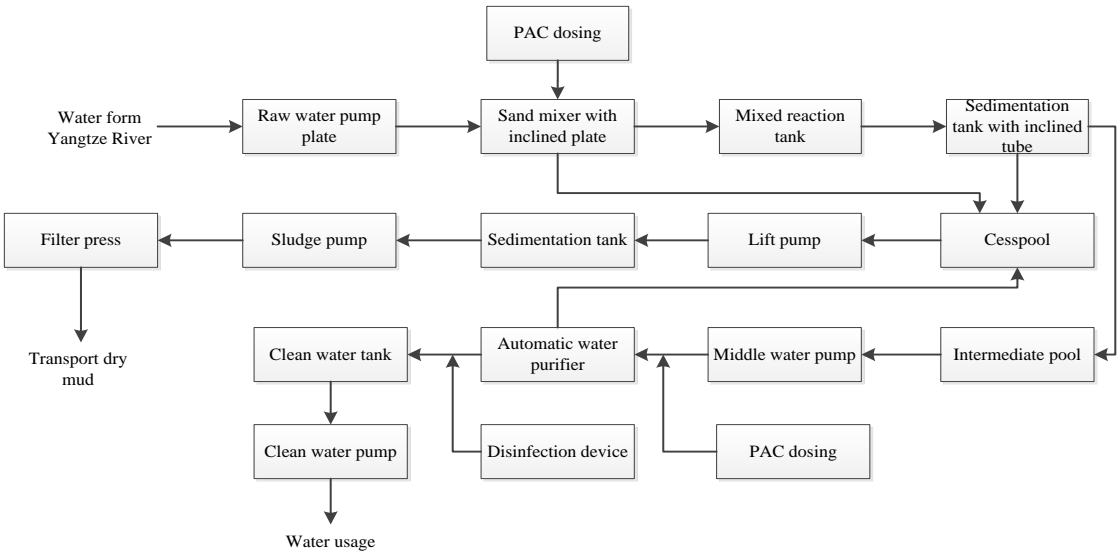 PAC dosing
Water form
Yangtze River
Raw water pump
plate
Sand mixer with
inclined plate
Mixed reaction
tank
Sedimentation
tank with inclined
tube
Filter press
Sludge pump
Sedimentation tank
Lift pump
Cesspool
Transport dry
mud
Clean water tank
Automatic water
purifier
Middle water pump
Intermediate pool
Clean water pump
Disinfection device
PAC dosing
Water usage